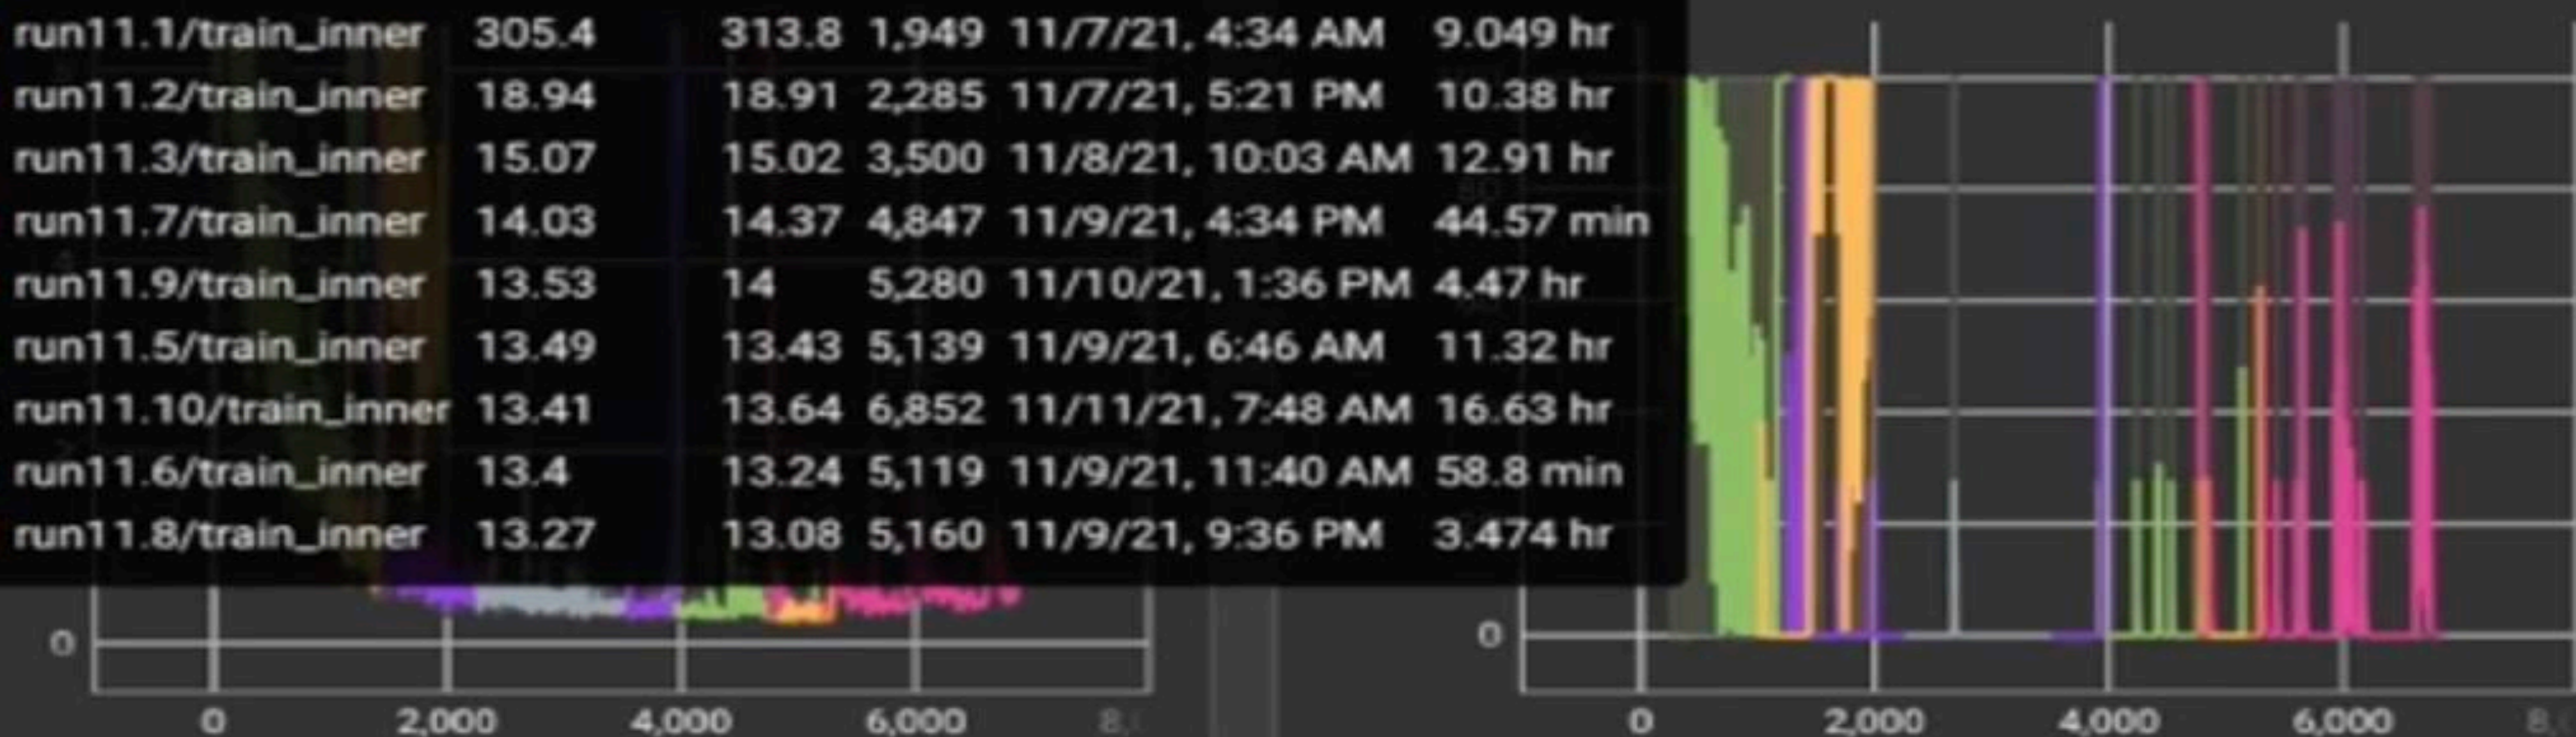 run11.1/train_inner 305.4 313.8 1,949 11/7/21, 4:34 AM 9.049 hr
run11.2/train_inner 18.94 18.91 2,285 11/7/21, 5:21 PM 10.38 hr
run11.3/train_inner 15.07 15.02 3,500 11/8/21, 10:03 AM 12.91 hr
run11.7/train_inner 14.03 14.37 4,847 11/9/21, 4:34 PM 44.57 min
run11.9/train_inner 13.53 14 5,280 11/10/21, 1:36 PM 4.47 hr
run11.5/train_inner 13.49 13.43 5,139 11/9/21, 6:46 AM 11.32 hr
run11.10/train_inner 13.41 13.64 6,852 11/11/21, 7:48 AM 16.63 hr
run11.6/train_inner 13.4 13.24 5,119 11/9/21, 11:40 AM 58.8 min
run11.8/train_inner 13.27 13.08 5,160 11/9/21, 9:36 PM 3.474 hr
0 0
0 2,000 4,000 6,000 0 2,000 4,000 6,000